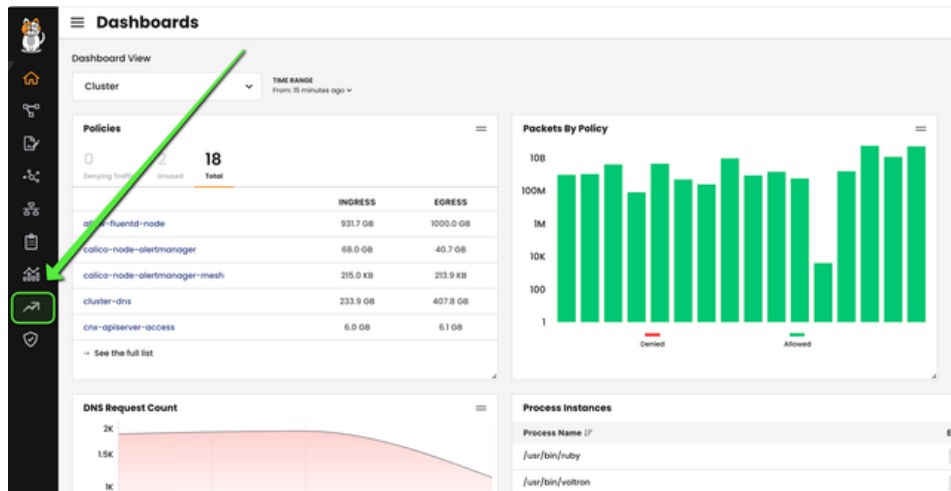 Dashboards
Dashboard View
Cluster
TIME RANGE
From: 15 minutes ago
Policies
0 2 18
Denying Traffic Unused Total
INGRESS EGRESS
931.7 GB 1000.0 GB
calico-node-alertmanager 68.0 GB 40.7 GB
calico-node-alertmanager-mesh 215.0 KB 213.9 KB
cluster-dns 233.9 GB 407.8 GB
cnx-apiserver-access 6.0 GB 6.1 GB
→ See the full list
Packets By Policy
10B
100M
1M
10K
100
1
Denied Allowed
DNS Request Count
2K
1.5K
1K
Process Instances
Process Name
/usr/bin/ruby
/usr/bin/voltron